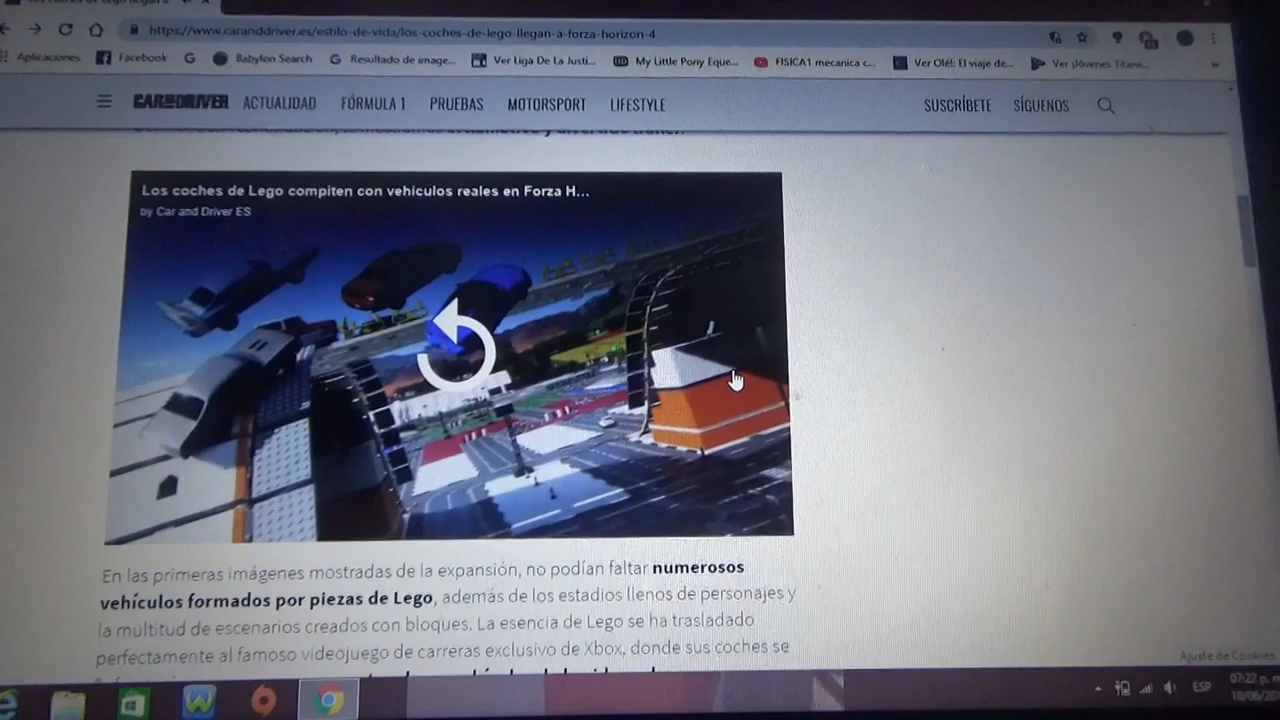 https://www.caranddriver.es/estilo-de-vida/los-coches-de-lego-llegan-a-forza-horizon-4
Aplicaciones Facebook Babylon Search Resultado de image... Ver Liga De La Justi... My Little Pony Eque... FISICA1 mecanica c... Ver Olé!: El viaje de... Ver Jóvenes Titane... »
CAR AND DRIVER ACTUALIDAD FÓRMULA 1 PRUEBAS MOTORSPORT LIFESTYLE SUSCRÍBETE SÍGUENOS
Los coches de Lego compiten con vehículos reales en Forza H...
by Car and Driver ES
En las primeras imágenes mostradas de la expansión, no podían faltar numerosos
vehículos formados por piezas de Lego, además de los estadios llenos de personajes y
la multitud de escenarios creados con bloques. La esencia de Lego se ha trasladado
perfectamente al famoso videojuego de carreras exclusivo de Xbox, donde sus coches se
Ajuste de Cookies
ESP 07:22 p. m
10/06/20